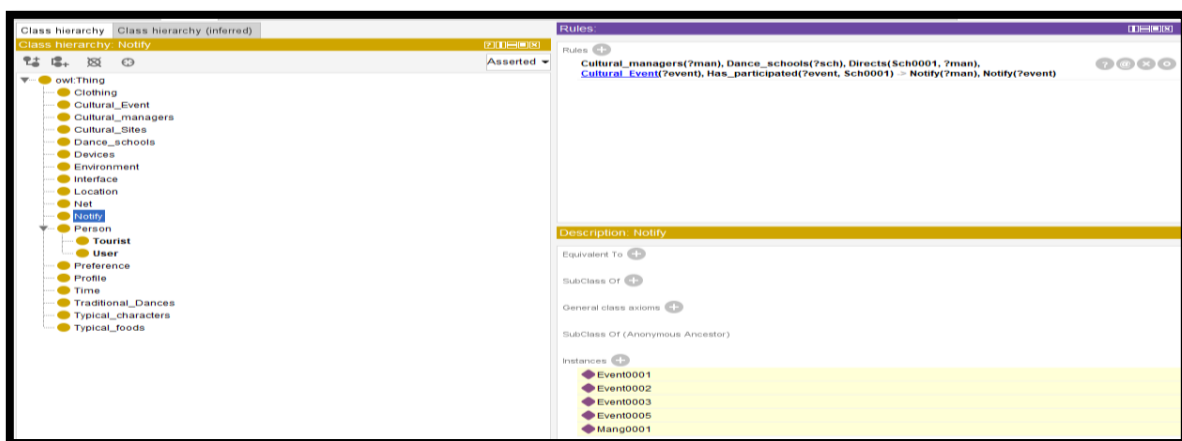 Class hierarchy Class hierarchy (inferred)
Class hierarchy: Notify
Asserted
owl:Thing
Clothing
Cultural_Event
Cultural_managers
Cultural_Sites
Dance_schools
Devices
Environment
Interface
Location
Net
Notify
Person
Tourist
User
Preference
Profile
Time
Traditional_Dances
Typical_characters
Typical_foods
Rules:
Rules
Cultural_managers(?man), Dance_schools(?sch), Directs(Sch0001, ?man),
Cultural_Event(?event), Has_participated(?event, Sch0001) -> Notify(?man), Notify(?event)
Description: Notify
Equivalent To
SubClass Of
General class axioms
SubClass Of (Anonymous Ancestor)
Instances
Event0001
Event0002
Event0003
Event0005
Mang0001